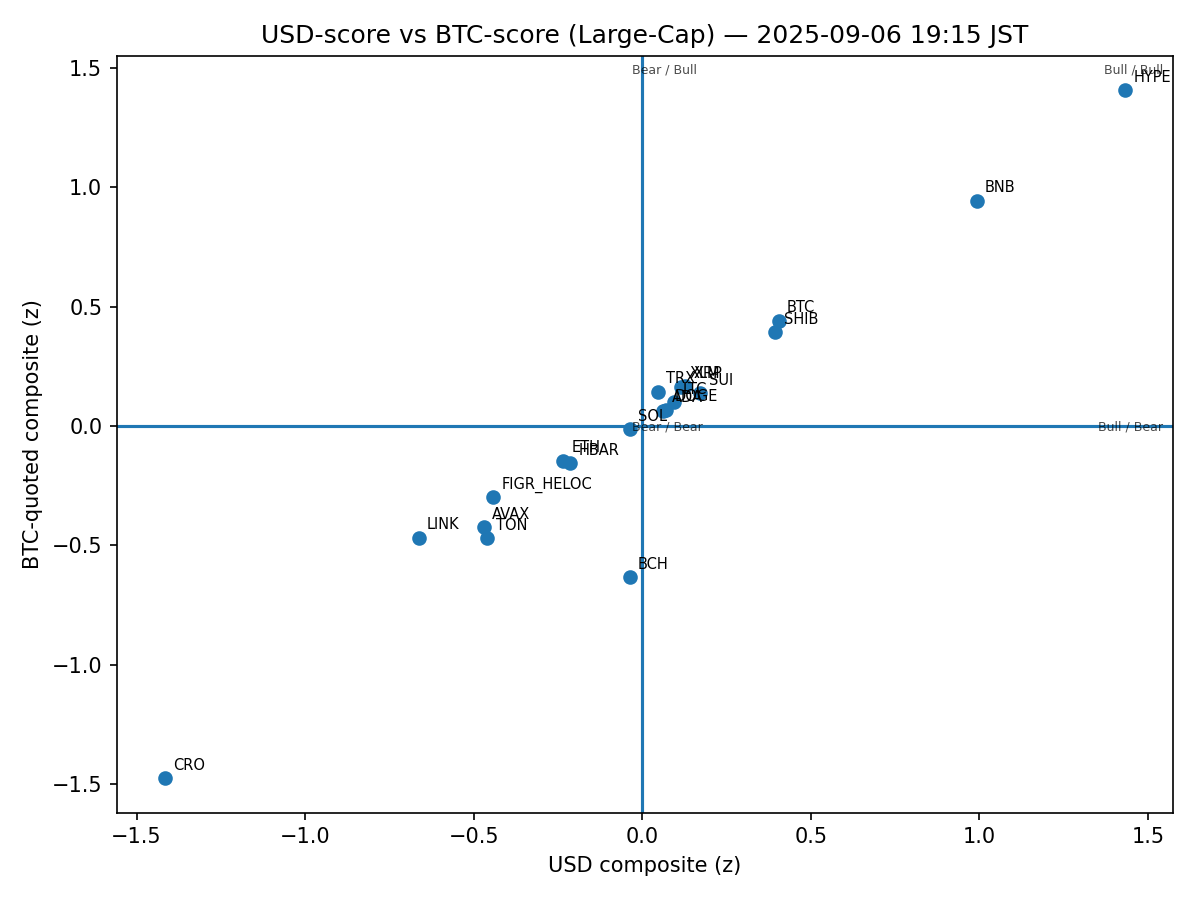 USD-score vs BTC-score (Large-Cap) — 2025-09-06 19:15 JST
1.5
1.0
0.5
0.0
−0.5
−1.0
−1.5
BTC-quoted composite (z)
Bear / Bull
Bull / Bull
HYPE
BNB
BTC
SHIB
XLM
XRP
TRX
SUI
LTC
DOGE
ADA
SOL
Bear / Bear
Bull / Bear
ETH
HBAR
FIGR_HELOC
AVAX
LINK
TON
BCH
CRO
−1.5
−1.0
−0.5
0.0
0.5
1.0
1.5
USD composite (z)